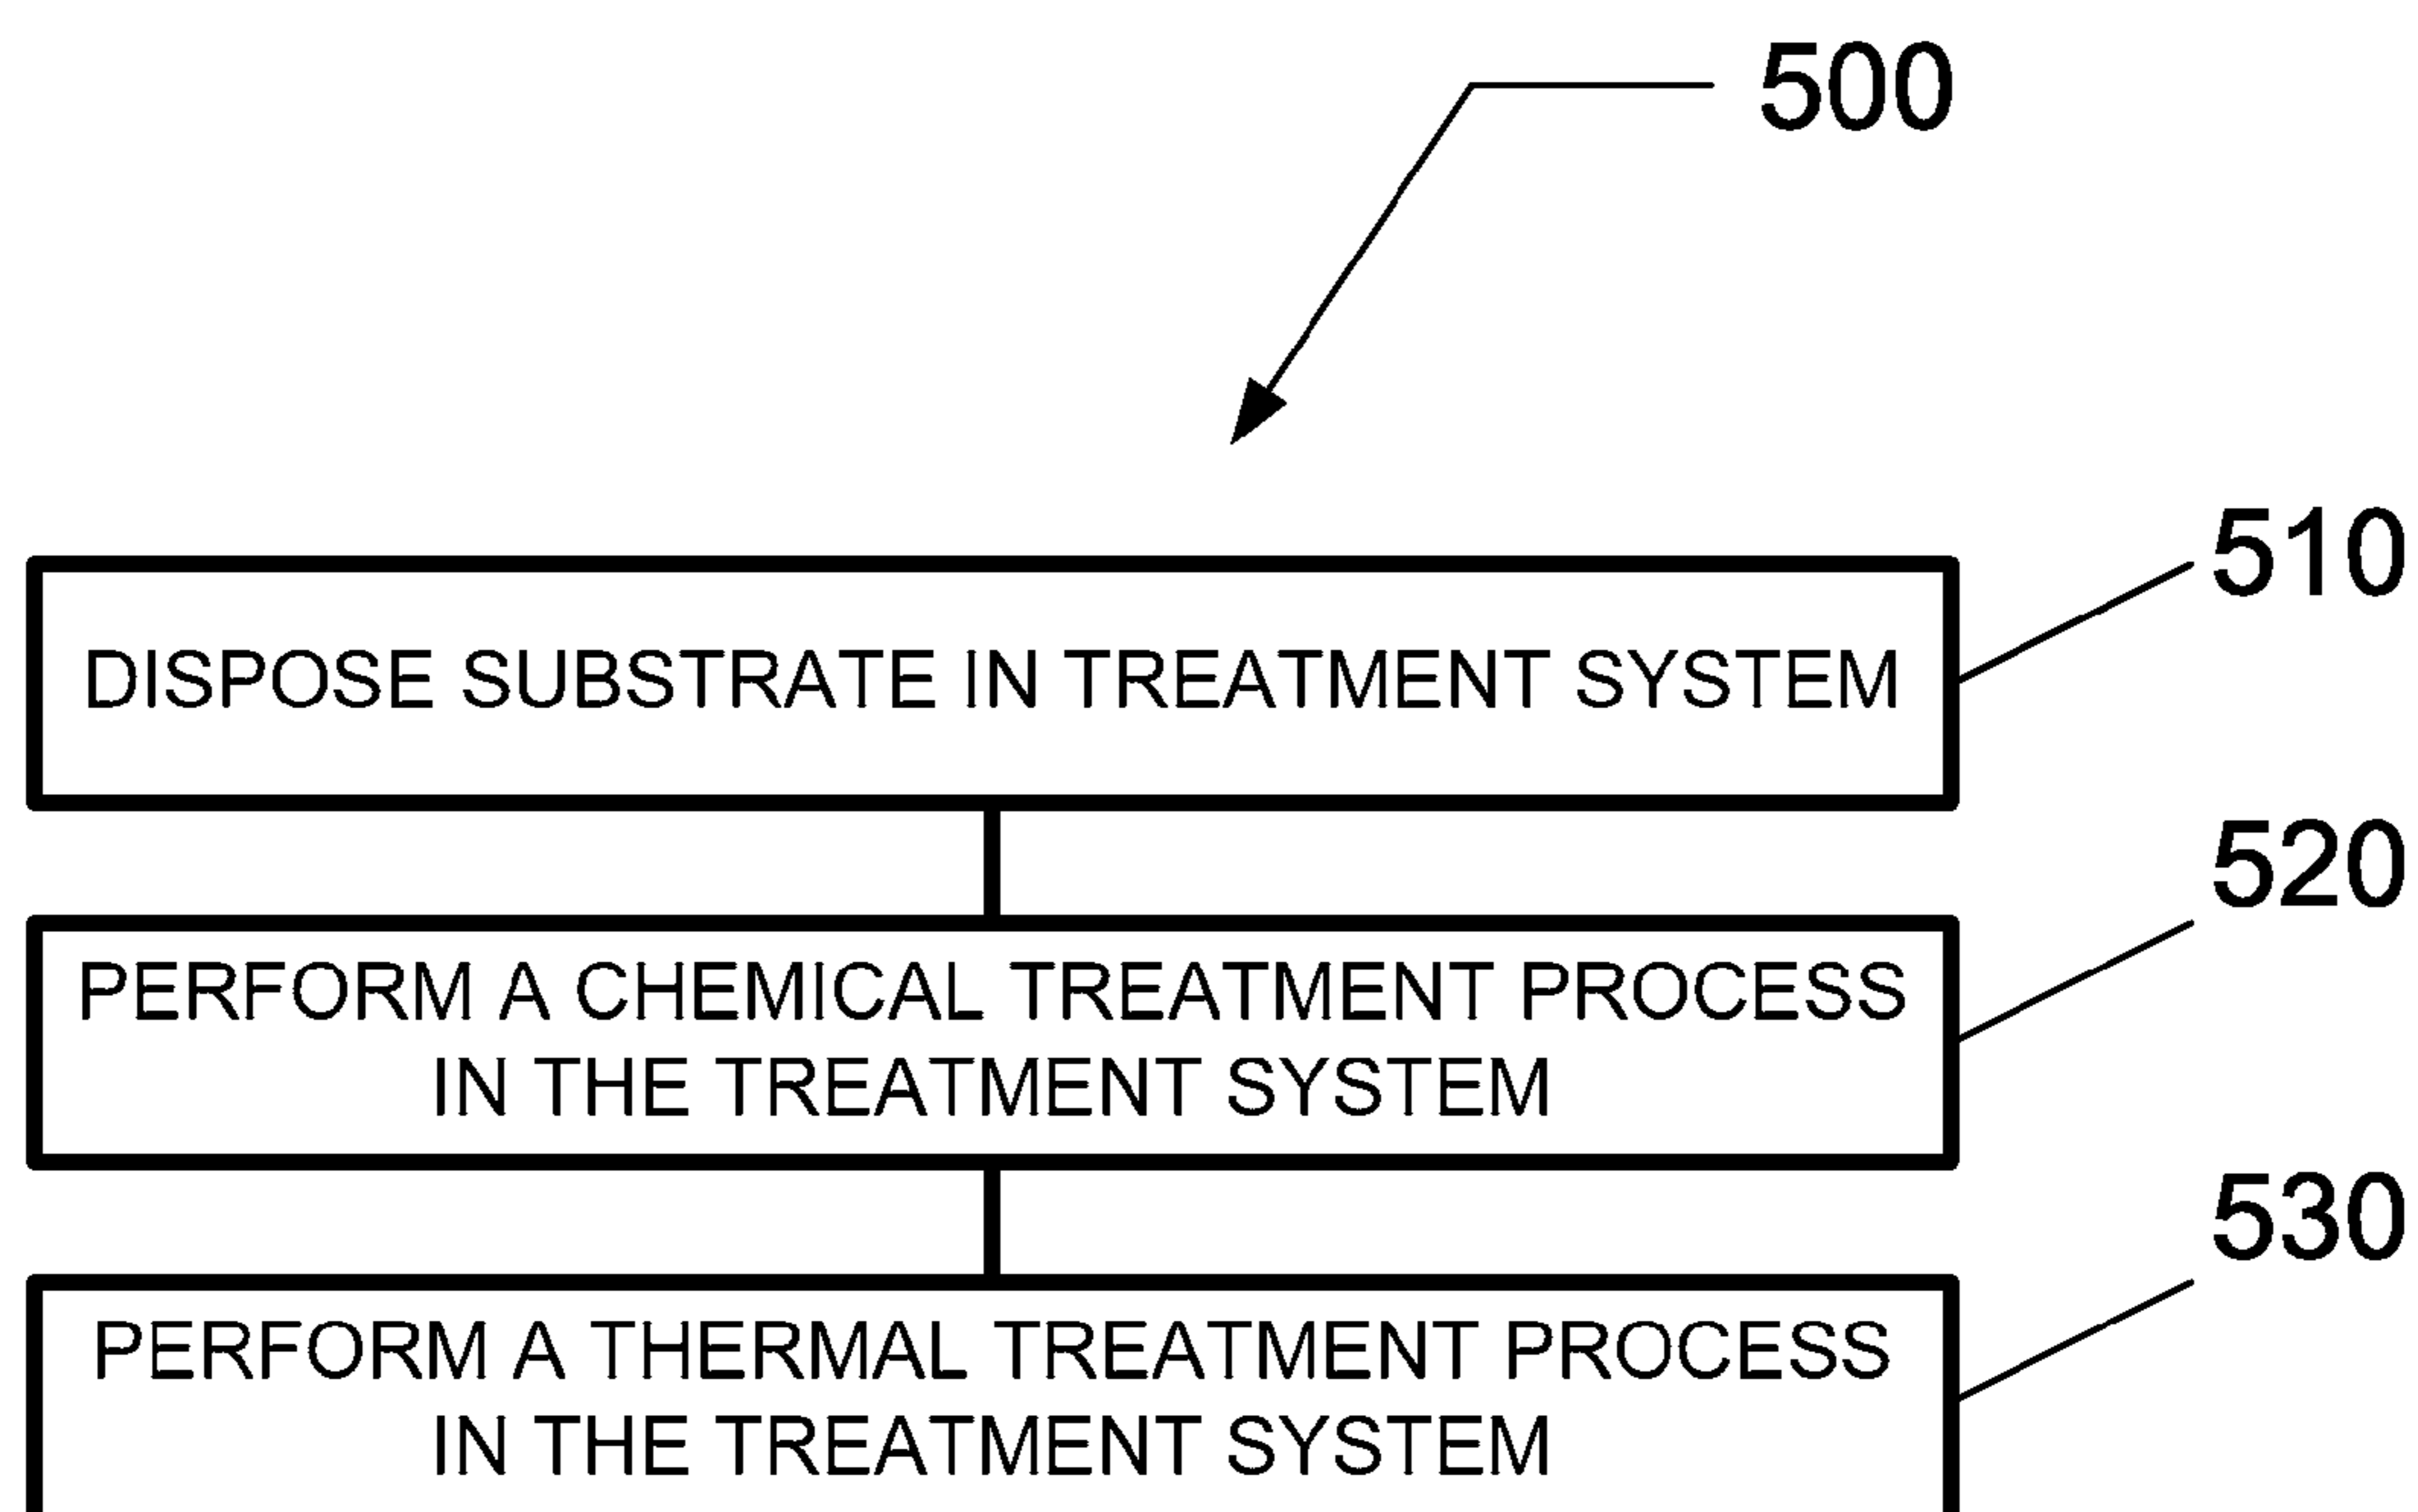 500
510
DISPOSE SUBSTRATE IN TREATMENT SYSTEM
520
PERFORM A CHEMICAL TREATMENT PROCESS
IN THE TREATMENT SYSTEM
530
PERFORM A THERMAL TREATMENT PROCESS
IN THE TREATMENT SYSTEM